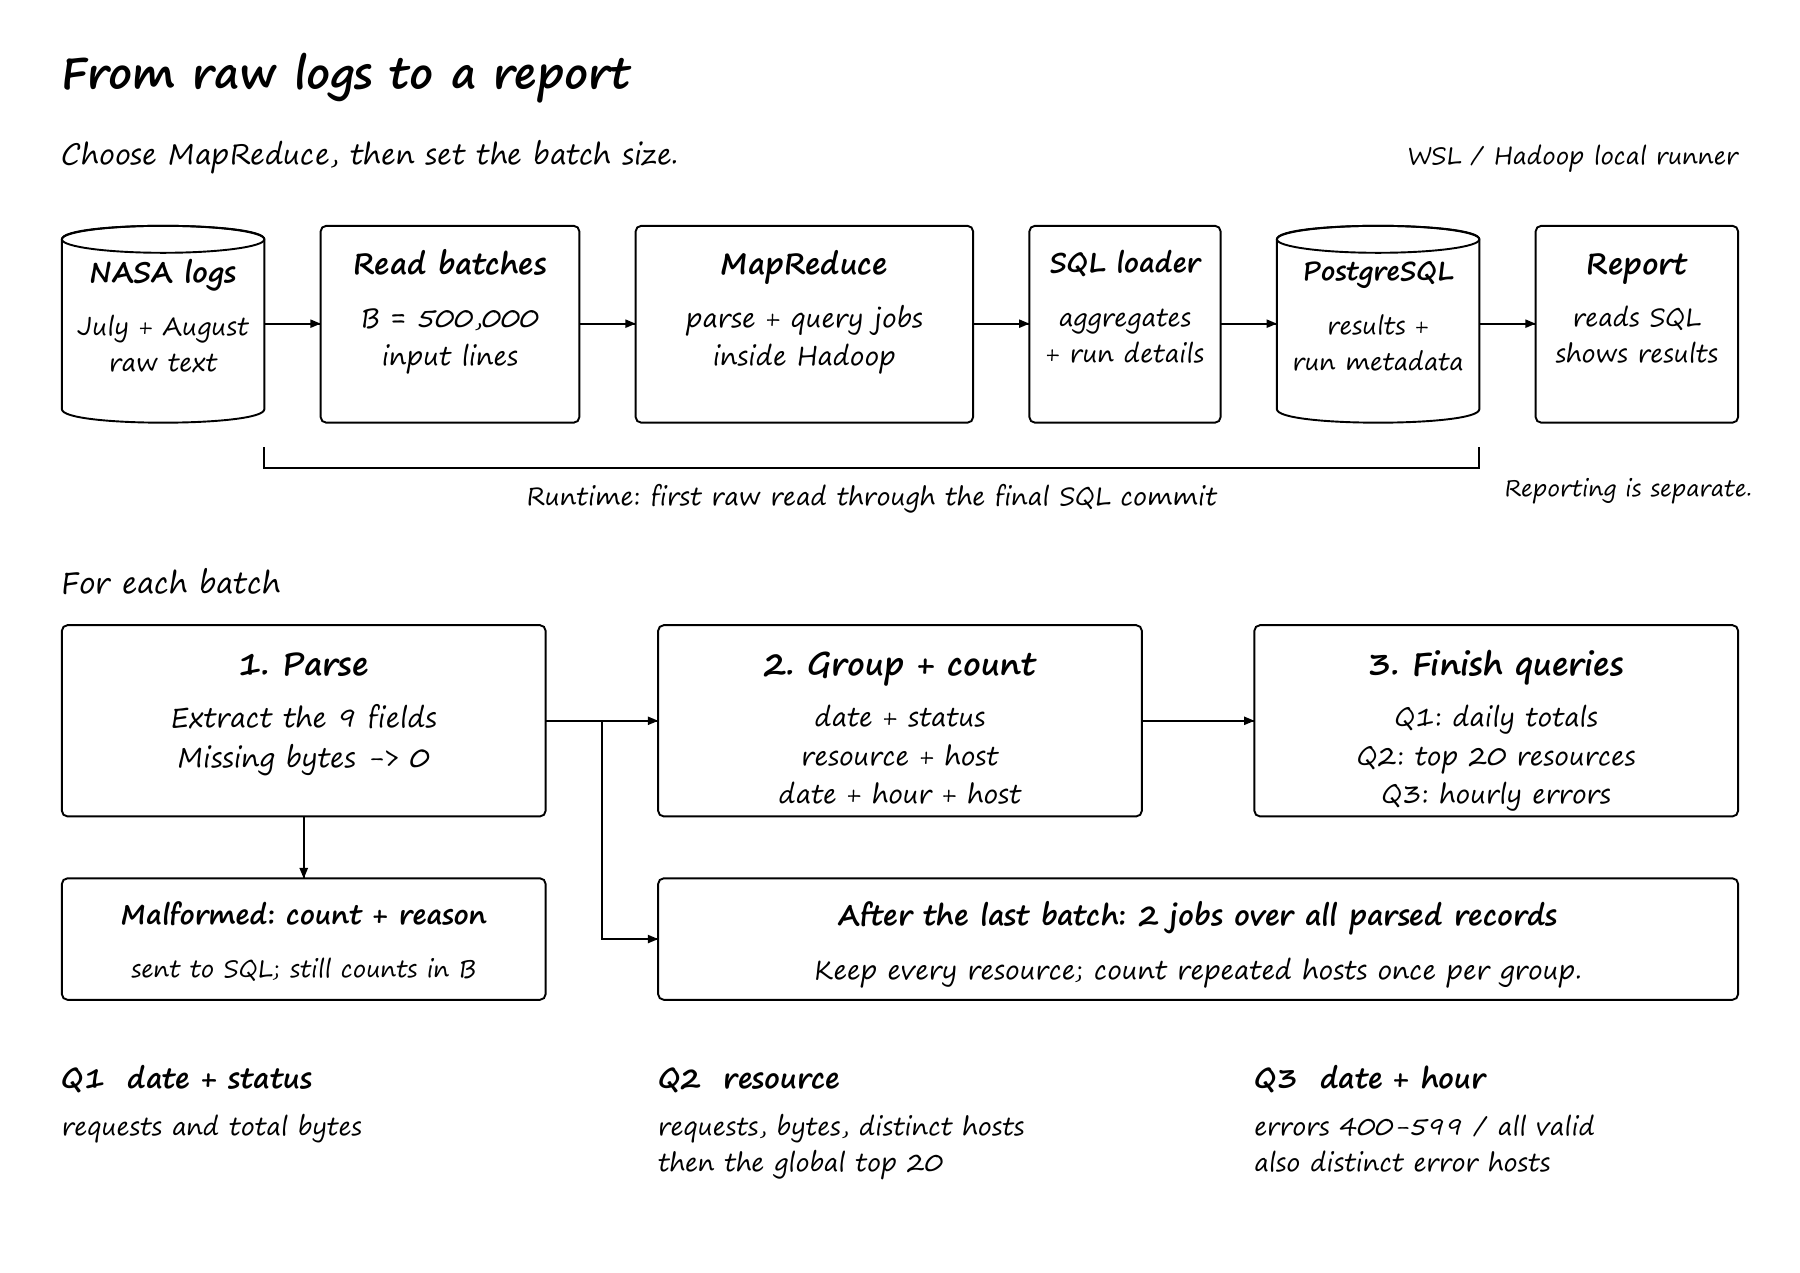 From raw logs to a report
Choose MapReduce, then set the batch size.
WSL / Hadoop local runner
NASA logs
July + August
raw text
Read batches
B = 500,000
input lines
MapReduce
parse + query jobs
inside Hadoop
SQL loader
aggregates
+ run details
PostgreSQL
results +
run metadata
Report
reads SQL
shows results
Runtime: first raw read through the final SQL commit
Reporting is separate.
For each batch
1. Parse
Extract the 9 fields
Missing bytes -> 0
2. Group + count
date + status
resource + host
date + hour + host
3. Finish queries
Q1: daily totals
Q2: top 20 resources
Q3: hourly errors
Malformed: count + reason
sent to SQL; still counts in B
After the last batch: 2 jobs over all parsed records
Keep every resource; count repeated hosts once per group.
Q1 date + status
requests and total bytes
Q2 resource
requests, bytes, distinct hosts
then the global top 20
Q3 date + hour
errors 400-599 / all valid
also distinct error hosts